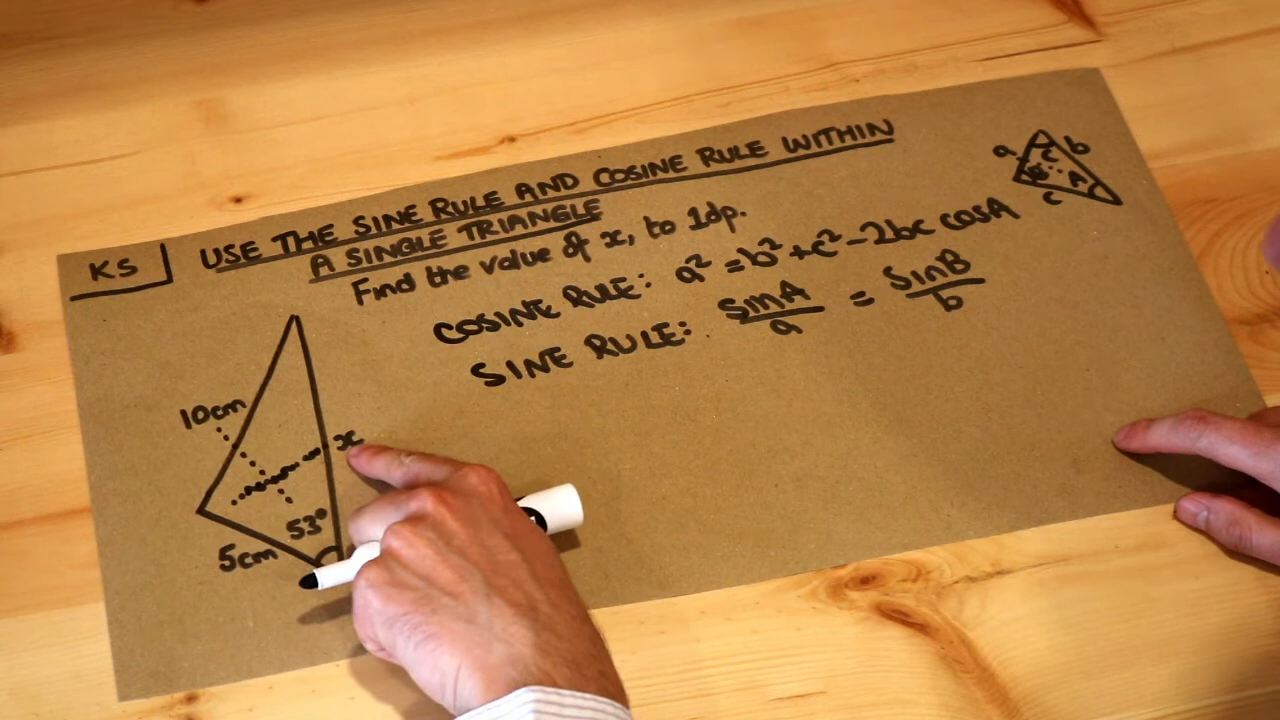 K5
USE THE SINE RULE AND COSINE RULE WITHIN
A SINGLE TRIANGLE
Find the value of x, to 1dp.
COSINE RULE: a² = b² + c² - 2bc cosA
SINE RULE: sinA/a = sinB/b
a
b
c
C
B
A
10cm
x
53°
5cm